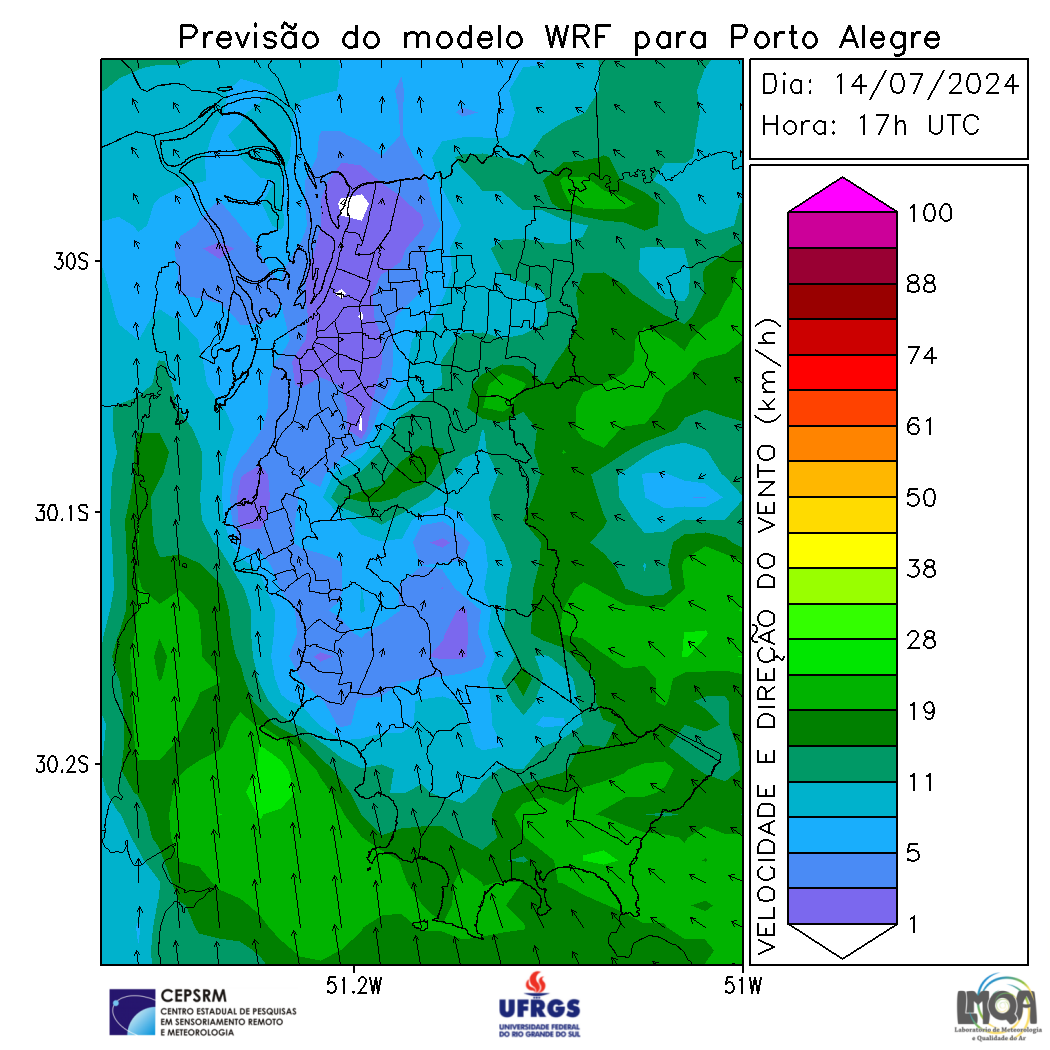 Previsão do modelo WRF para Porto Alegre
Dia: 14/07/2024
Hora: 17h UTC
30S
30.1S
30.2S
51.2W
51W
VELOCIDADE E DIREÇÃO DO VENTO (km/h)
100
88
74
61
50
38
28
19
11
5
1
CEPSRM
CENTRO ESTADUAL DE PESQUISAS
EM SENSORIAMENTO REMOTO
E METEOROLOGIA
UFRGS
UNIVERSIDADE FEDERAL
DO RIO GRANDE DO SUL
LMQA
Laboratório de Meteorologia
e Qualidade do Ar